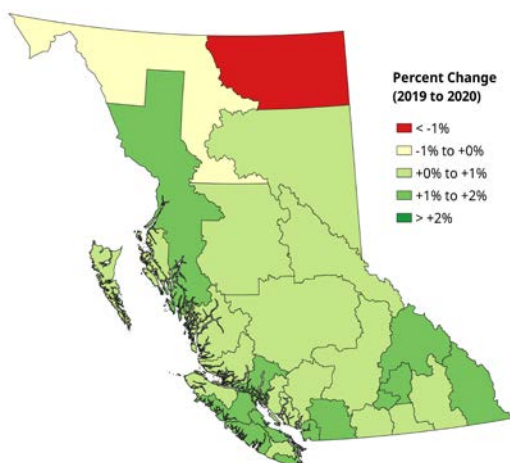 Percent Change
(2019 to 2020)
< -1%
-1% to +0%
+0% to +1%
+1% to +2%
> +2%